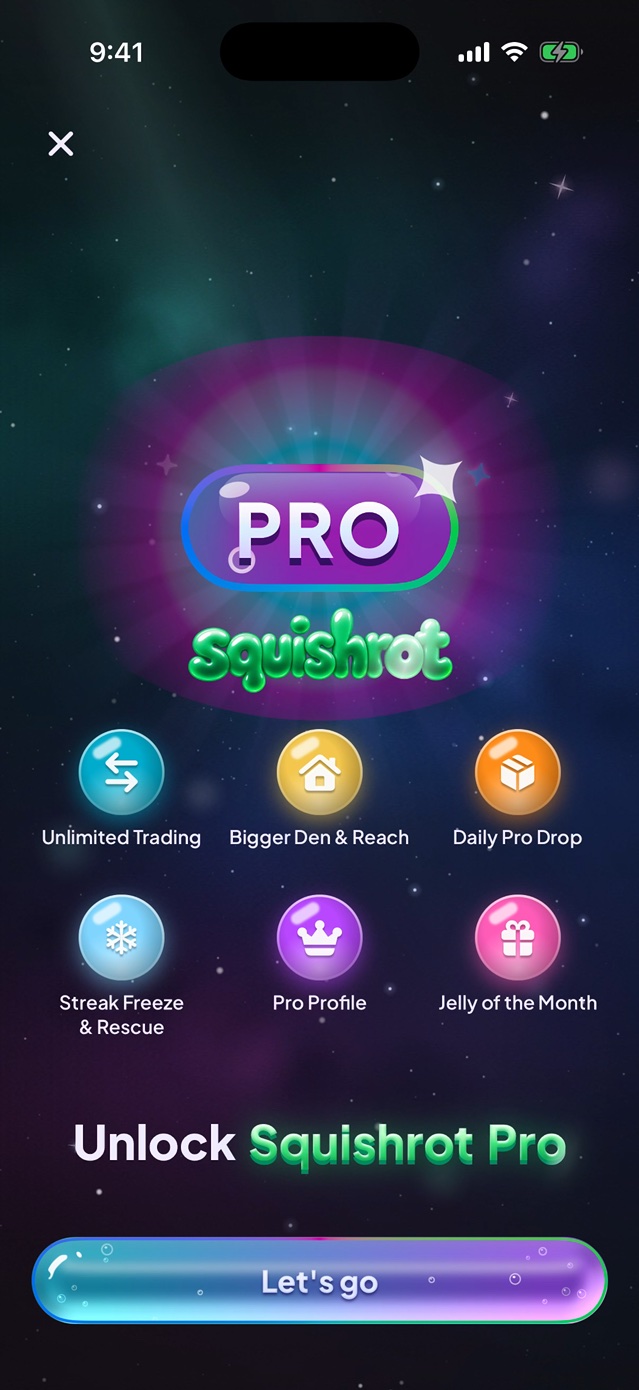 9:41
PRO
squishrot
Unlimited Trading
Bigger Den & Reach
Daily Pro Drop
Streak Freeze
& Rescue
Pro Profile
Jelly of the Month
Unlock Squishrot Pro
Let's go